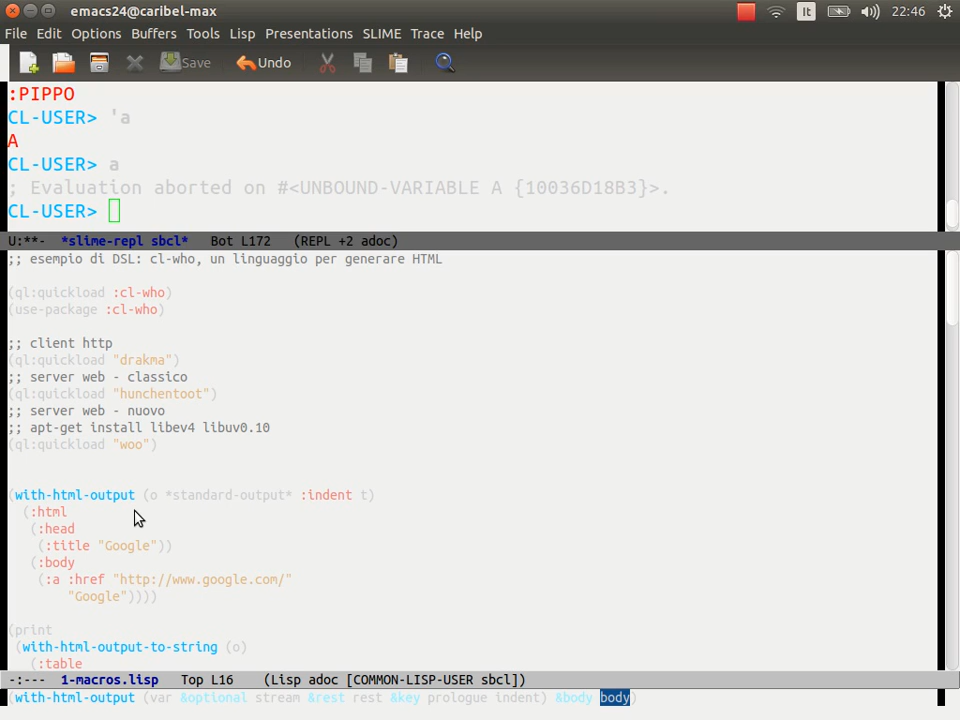 emacs24@caribel-max It 22:46
File Edit Options Buffers Tools Lisp Presentations SLIME Trace Help
Save Undo
:PIPPO
CL-USER> 'a
A
CL-USER> a
; Evaluation aborted on #<UNBOUND-VARIABLE A {10036D18B3}>.
CL-USER>
U:**- *slime-repl sbcl* Bot L172 (REPL +2 adoc)
;; esempio di DSL: cl-who, un linguaggio per generare HTML
(ql:quickload :cl-who)
(use-package :cl-who)
;; client http
(ql:quickload "drakma")
;; server web - classico
(ql:quickload "hunchentoot")
;; server web - nuovo
;; apt-get install libev4 libuv0.10
(ql:quickload "woo")
(with-html-output (o *standard-output* :indent t)
(:html
(:head
(:title "Google"))
(:body
(:a :href "http://www.google.com/"
"Google"))))
(print
(with-html-output-to-string (o)
(:table
-:--- 1-macros.lisp Top L16 (Lisp adoc [COMMON-LISP-USER sbcl])
(with-html-output (var &optional stream &rest rest &key prologue indent) &body body)